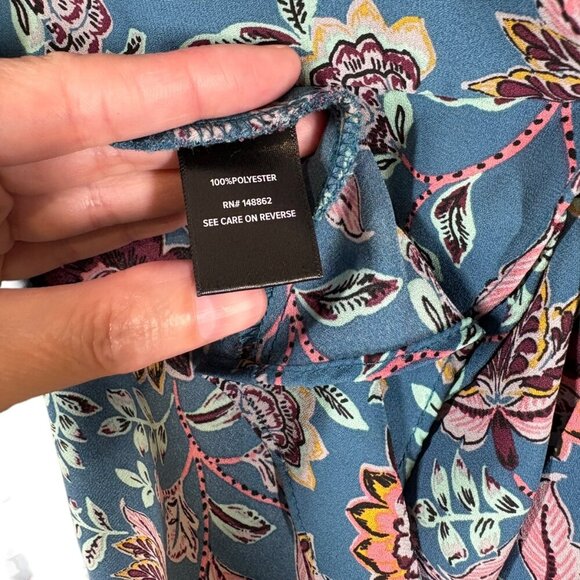 100%POLYESTER
RN# 148862
SEE CARE ON REVERSE